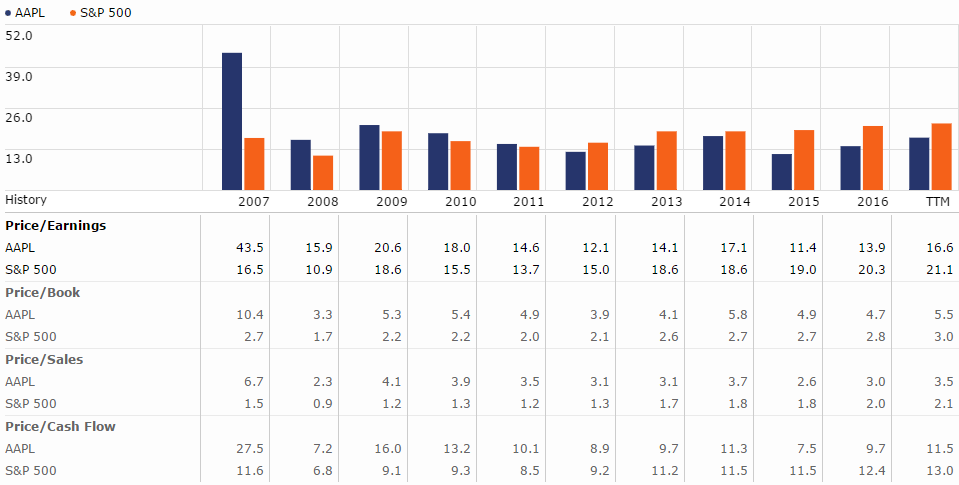 AAPL S&P 500
52.0
39.0
26.0
13.0
History 2007 2008 2009 2010 2011 2012 2013 2014 2015 2016 TTM
Price/Earnings
AAPL 43.5 15.9 20.6 18.0 14.6 12.1 14.1 17.1 11.4 13.9 16.6
S&P 500 16.5 10.9 18.6 15.5 13.7 15.0 18.6 18.6 19.0 20.3 21.1
Price/Book
AAPL 10.4 3.3 5.3 5.4 4.9 3.9 4.1 5.8 4.9 4.7 5.5
S&P 500 2.7 1.7 2.2 2.2 2.0 2.1 2.6 2.7 2.7 2.8 3.0
Price/Sales
AAPL 6.7 2.3 4.1 3.9 3.5 3.1 3.1 3.7 2.6 3.0 3.5
S&P 500 1.5 0.9 1.2 1.3 1.2 1.3 1.7 1.8 1.8 2.0 2.1
Price/Cash Flow
AAPL 27.5 7.2 16.0 13.2 10.1 8.9 9.7 11.3 7.5 9.7 11.5
S&P 500 11.6 6.8 9.1 9.3 8.5 9.2 11.2 11.5 11.5 12.4 13.0